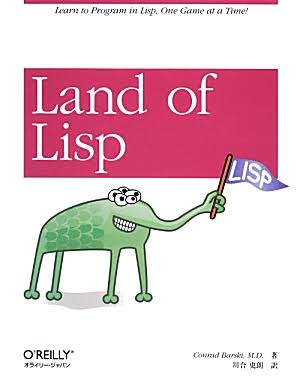 Learn to Program in Lisp, One Game at a Time!
Land of
Lisp
LISP
O'REILLY®
オライリー・ジャパン
Conrad Barski, M.D. 著
川合 史朗 訳